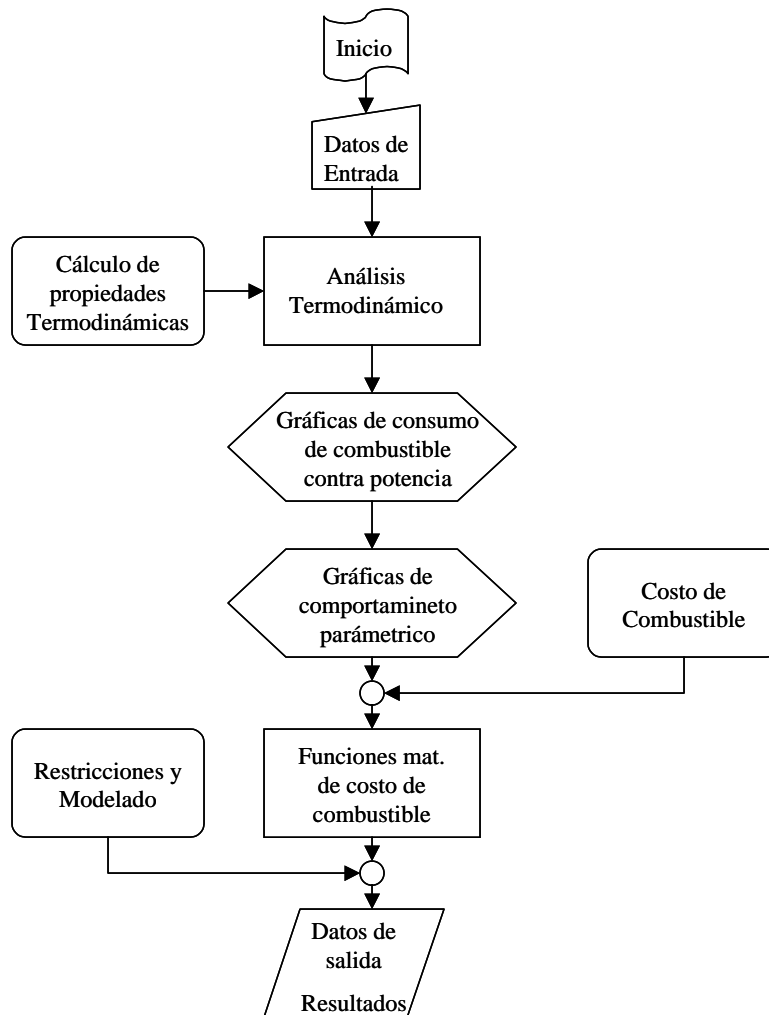 Inicio
Datos de
Entrada
Cálculo de
propiedades
Termodinámicas
Análisis
Termodinámico
Gráficas de consumo
de combustible
contra potencia
Gráficas de
comportamineto
parámetrico
Costo de
Combustible
Restricciones y
Modelado
Funciones mat.
de costo de
combustible
Datos de
salida
Resultados